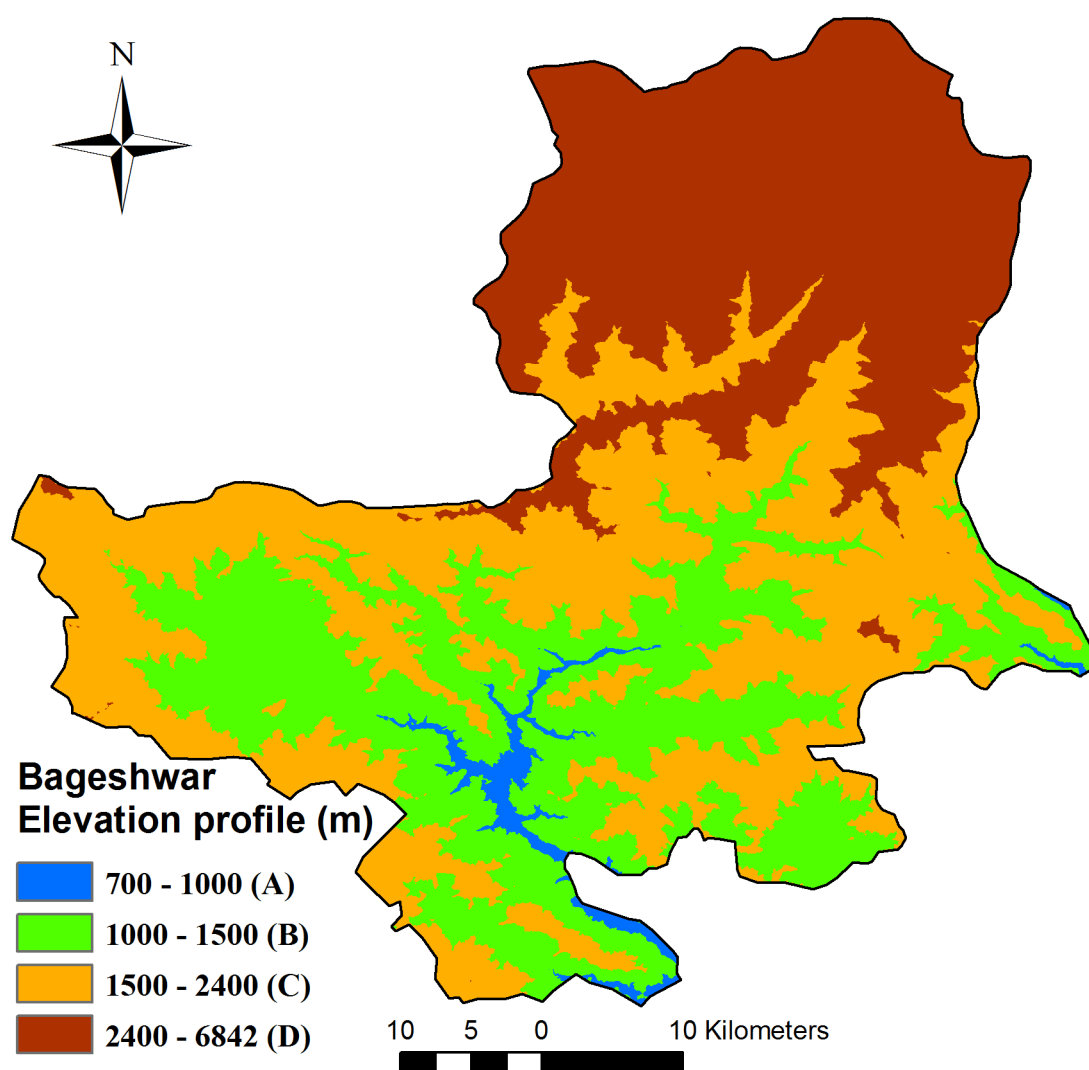 N
Bageshwar
Elevation profile (m)
700 - 1000 (A)
1000 - 1500 (B)
1500 - 2400 (C)
2400 - 6842 (D)
10 5 0 10 Kilometers